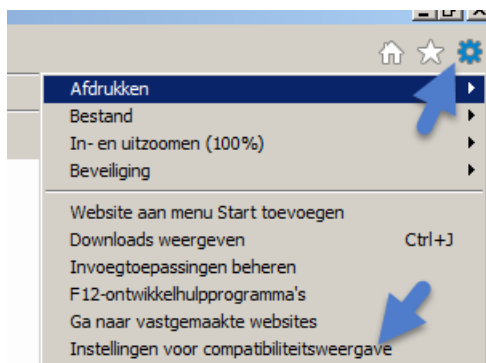 Afdrukken
Bestand
In- en uitzoomen (100%)
Beveiliging
Website aan menu Start toevoegen
Downloads weergeven Ctrl+J
Invoegtoepassingen beheren
F12-ontwikkelhulpprogramma's
Ga naar vastgemaakte websites
Instellingen voor compatibiliteitsweergave